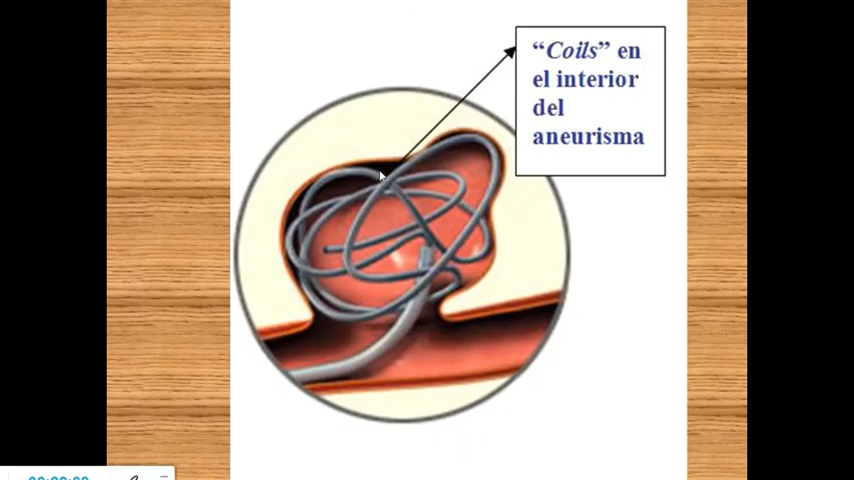 “Coils” en
el interior
del
aneurisma